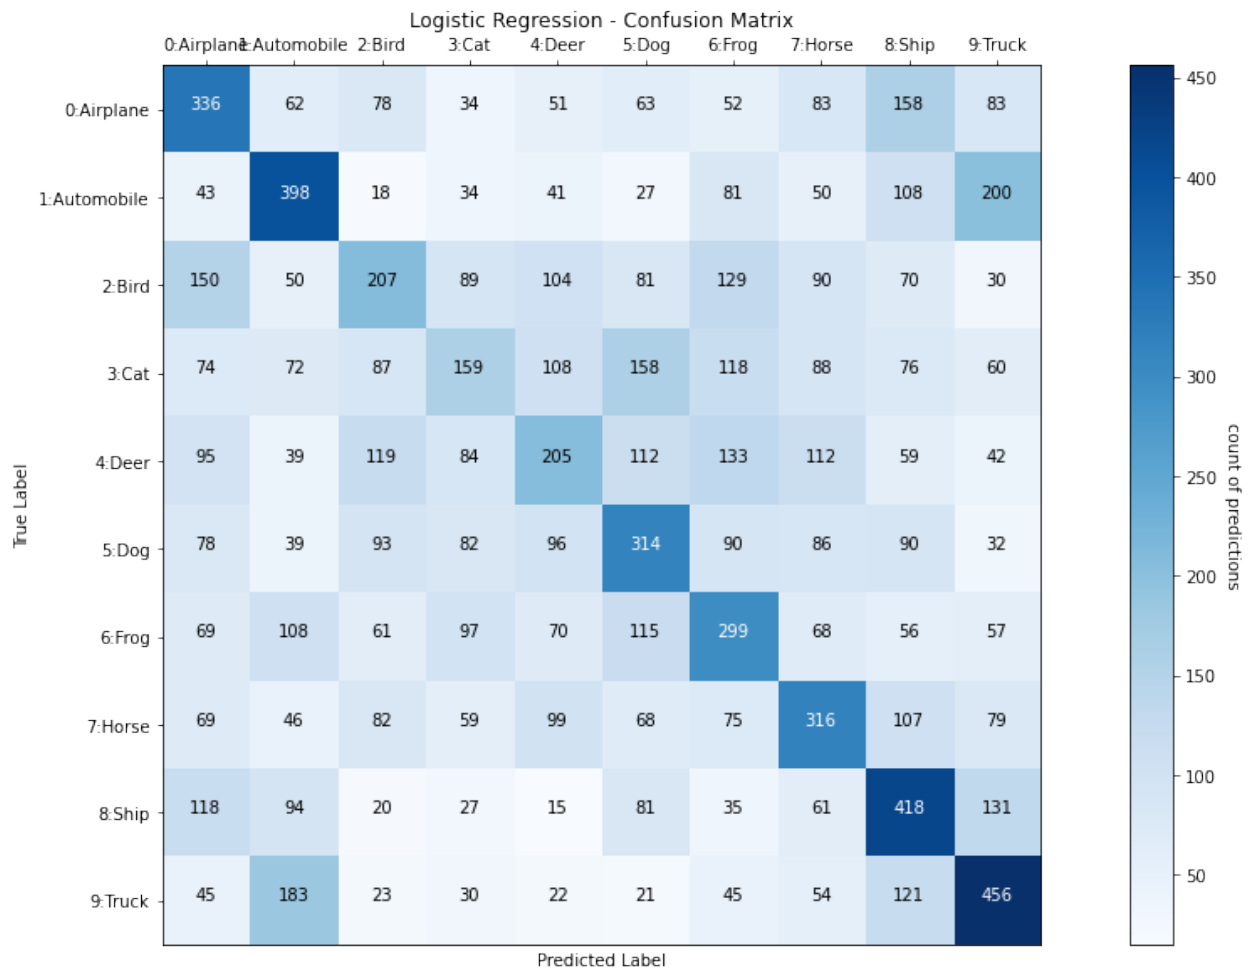 Logistic Regression - Confusion Matrix
0:Airplane 1:Automobile 2:Bird 3:Cat 4:Deer 5:Dog 6:Frog 7:Horse 8:Ship 9:Truck
0:Airplane 336 62 78 34 51 63 52 83 158 83
1:Automobile 43 398 18 34 41 27 81 50 108 200
2:Bird 150 50 207 89 104 81 129 90 70 30
3:Cat 74 72 87 159 108 158 118 88 76 60
4:Deer 95 39 119 84 205 112 133 112 59 42
5:Dog 78 39 93 82 96 314 90 86 90 32
6:Frog 69 108 61 97 70 115 299 68 56 57
7:Horse 69 46 82 59 99 68 75 316 107 79
8:Ship 118 94 20 27 15 81 35 61 418 131
9:Truck 45 183 23 30 22 21 45 54 121 456
True Label
Predicted Label
450
400
350
300
250
200
150
100
50
count of predictions